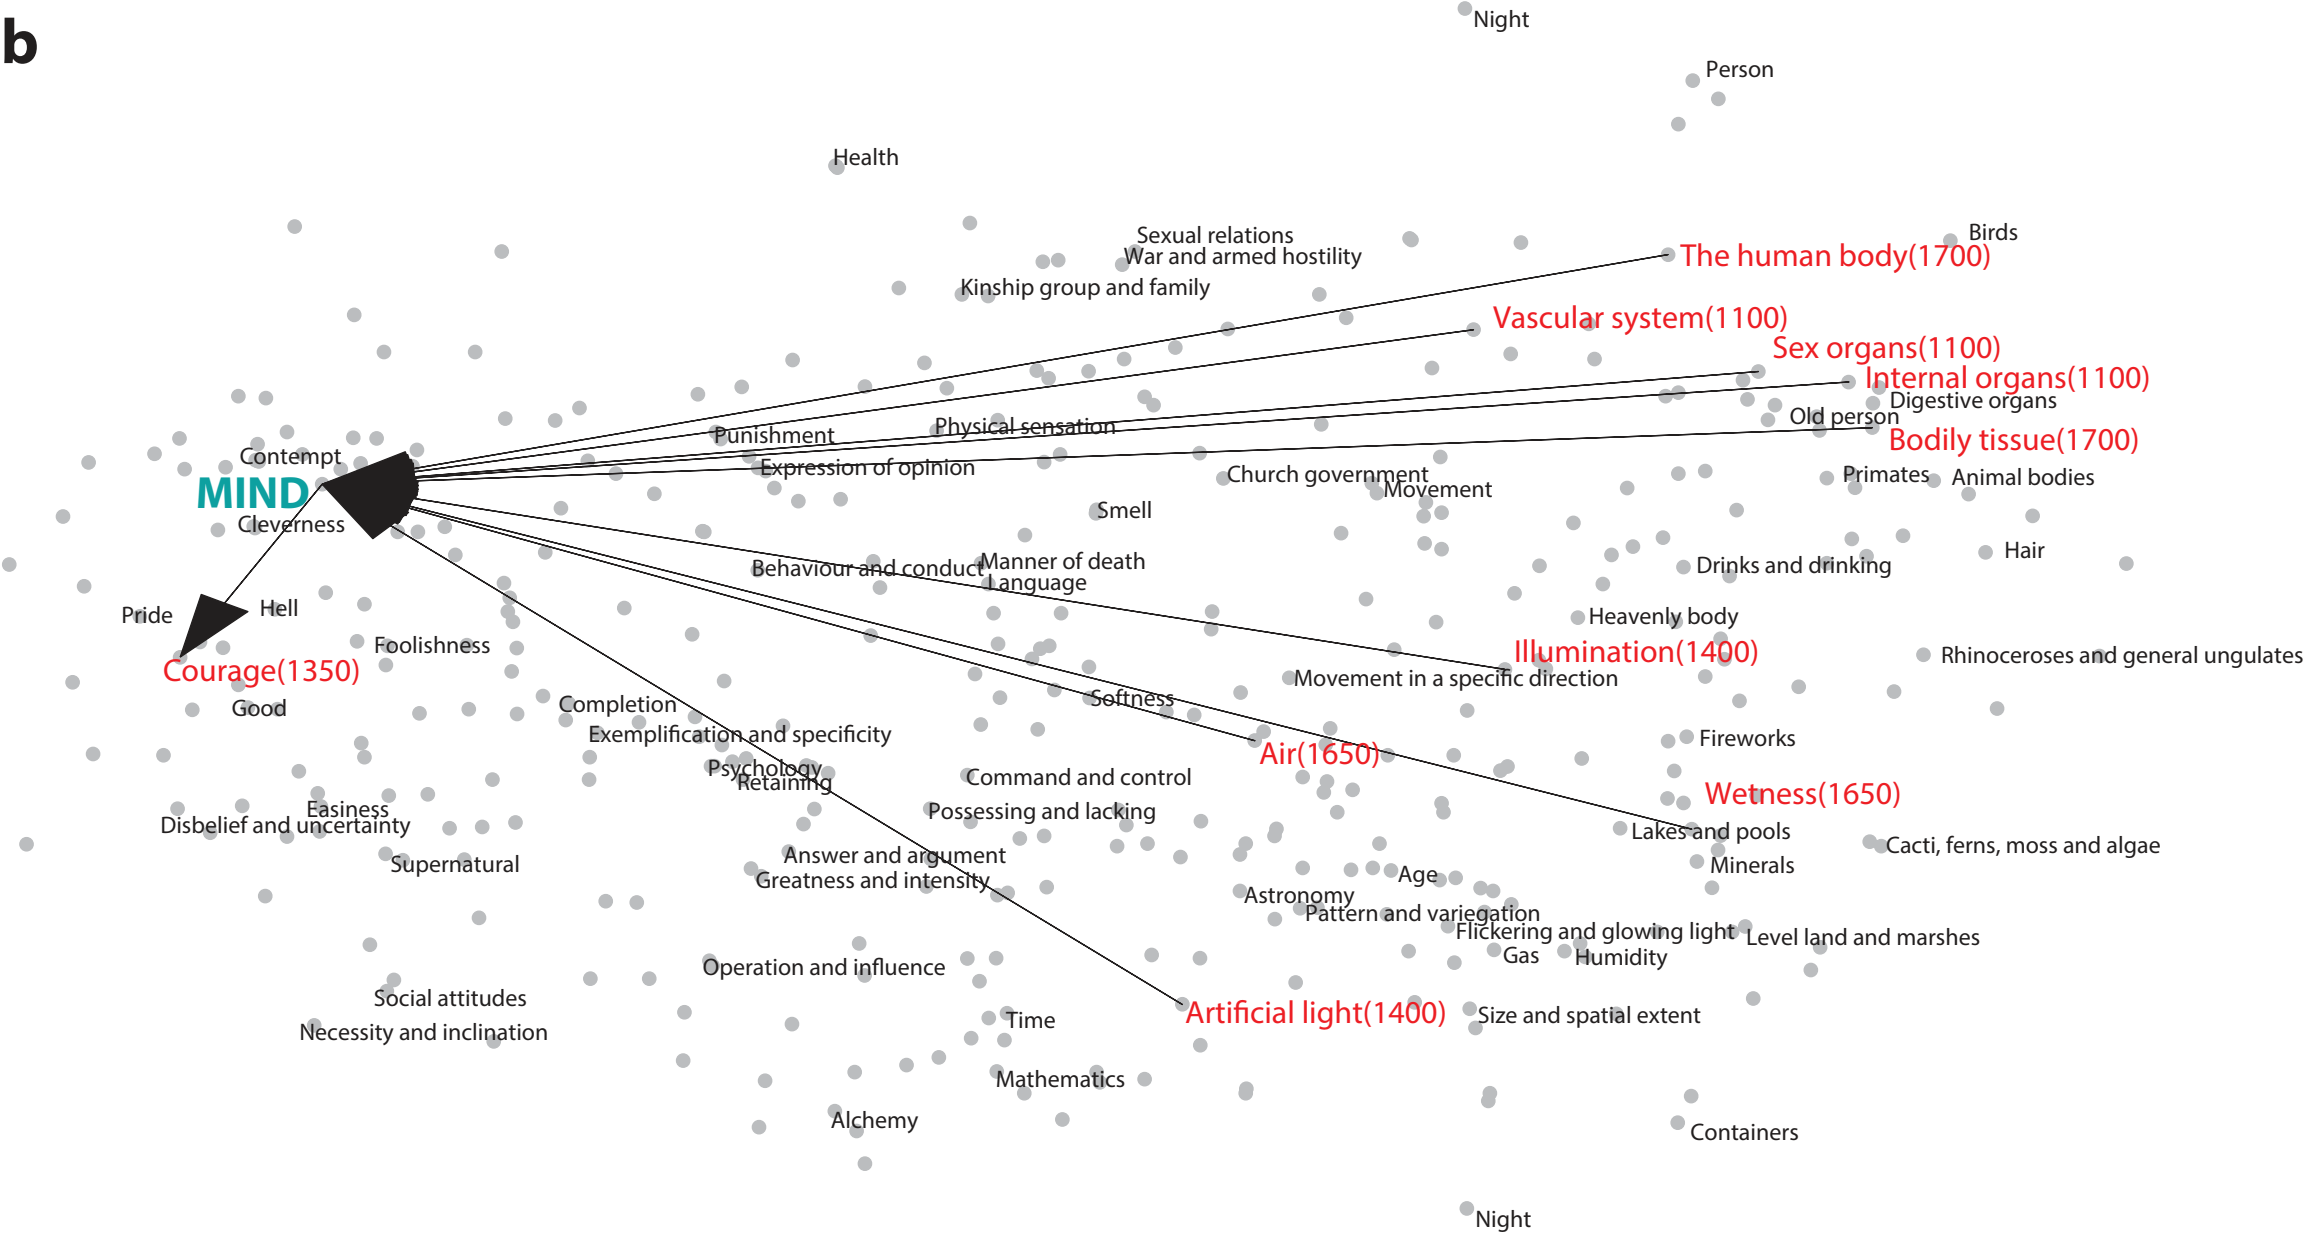 b
Night
Person
Health
Birds
Sexual relations
War and armed hostility
The human body(1700)
Kinship group and family
Vascular system(1100)
Sex organs(1100)
Internal organs(1100)
Digestive organs
Old person
Physical sensation
Punishment
Bodily tissue(1700)
Contempt
Expression of opinion
Church government
Primates
Animal bodies
MIND
Movement
Smell
Cleverness
Hair
Manner of death
Drinks and drinking
Behaviour and conduct
Language
Hell
Pride
Heavenly body
Foolishness
Illumination(1400)
Rhinoceroses and general ungulates
Courage(1350)
Movement in a specific direction
Softness
Completion
Good
Exemplification and specificity
Fireworks
Air(1650)
Psychology
Command and control
Retaining
Wetness(1650)
Easiness
Possessing and lacking
Disbelief and uncertainty
Lakes and pools
Cacti, ferns, moss and algae
Answer and argument
Supernatural
Minerals
Age
Greatness and intensity
Astronomy
Pattern and variegation
Flickering and glowing light
Level land and marshes
Gas
Humidity
Operation and influence
Social attitudes
Artificial light(1400)
Size and spatial extent
Time
Necessity and inclination
Mathematics
Alchemy
Containers
Night